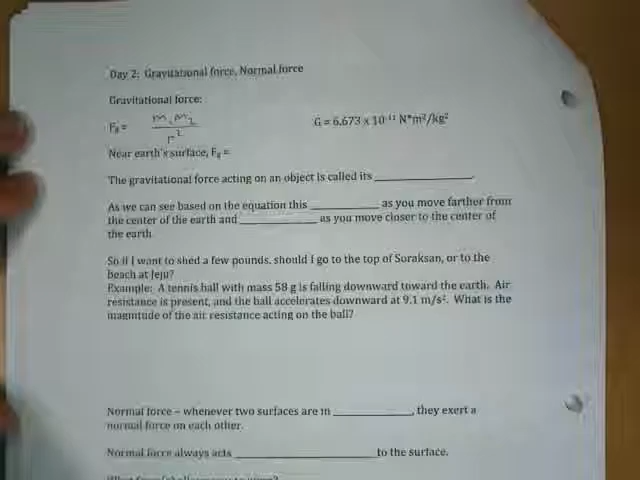 Day 2: Gravitational force, Normal force
Gravitational force:
Fg = m1m2 / r²
G = 6.673 x 10⁻¹¹ N*m²/kg²
Near earth's surface, Fg =
The gravitational force acting on an object is called its ____________.
As we can see based on the equation this ____________ as you move farther from
the center of the earth and ____________ as you move closer to the center of
the earth
So if I want to shed a few pounds, should I go to the top of Soraksan, or to the
beach at Jeju?
Example: A tennis ball with mass 58 g is falling downward toward the earth. Air
resistance is present, and the ball accelerates downward at 9.1 m/s². What is the
magnitude of the air resistance acting on the ball?
Normal force – whenever two surfaces are in ____________, they exert a
normal force on each other.
Normal force always acts ____________ to the surface.